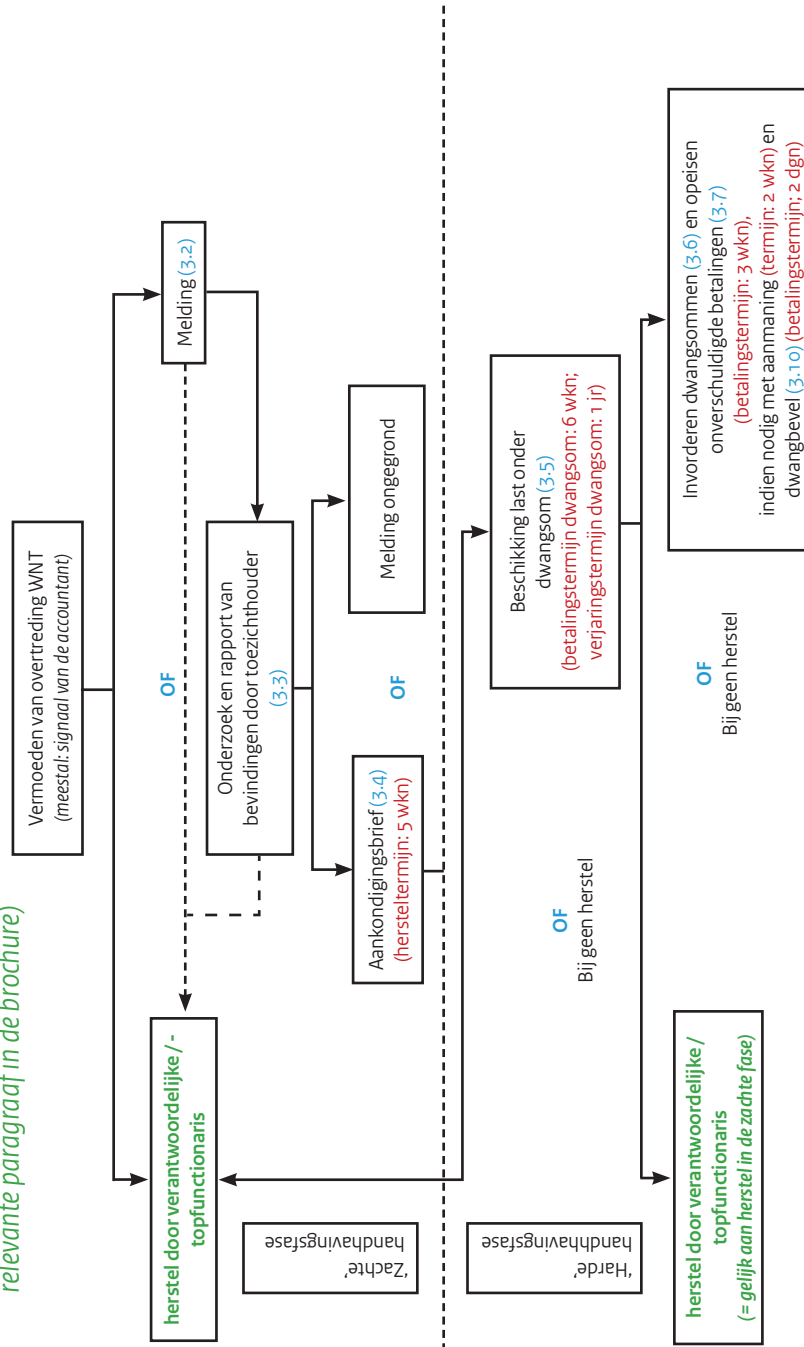 relevante paragraaf in de brochure)
Vermoeden van overtreding WNT
(meestal: signaal van de accountant)
herstel door verantwoordelijke / -
topfunctionaris
OF
Melding (3.2)
Onderzoek en rapport van
bevindingen door toezichthouder
(3.3)
'Zachte'
handhavingsfase
Aankondigingsbrief (3.4)
(hersteltermijn: 5 wkn)
OF
Melding ongegrond
'Harde'
handhhavingsfase
OF
Bij geen herstel
Beschikking last onder
dwangsom (3.5)
(betalingstermijn dwangsom: 6 wkn;
verjaringstermijn dwangsom: 1 jr)
herstel door verantwoordelijke /
topfunctionaris
(= gelijk aan herstel in de zachte fase)
OF
Bij geen herstel
Invorderen dwangsommen (3.6) en opeisen
onverschuldigde betalingen (3.7)
(betalingstermijn: 3 wkn),
indien nodig met aanmaning (termijn: 2 wkn) en
dwangbevel (3.10) (betalingstermijn; 2 dgn)